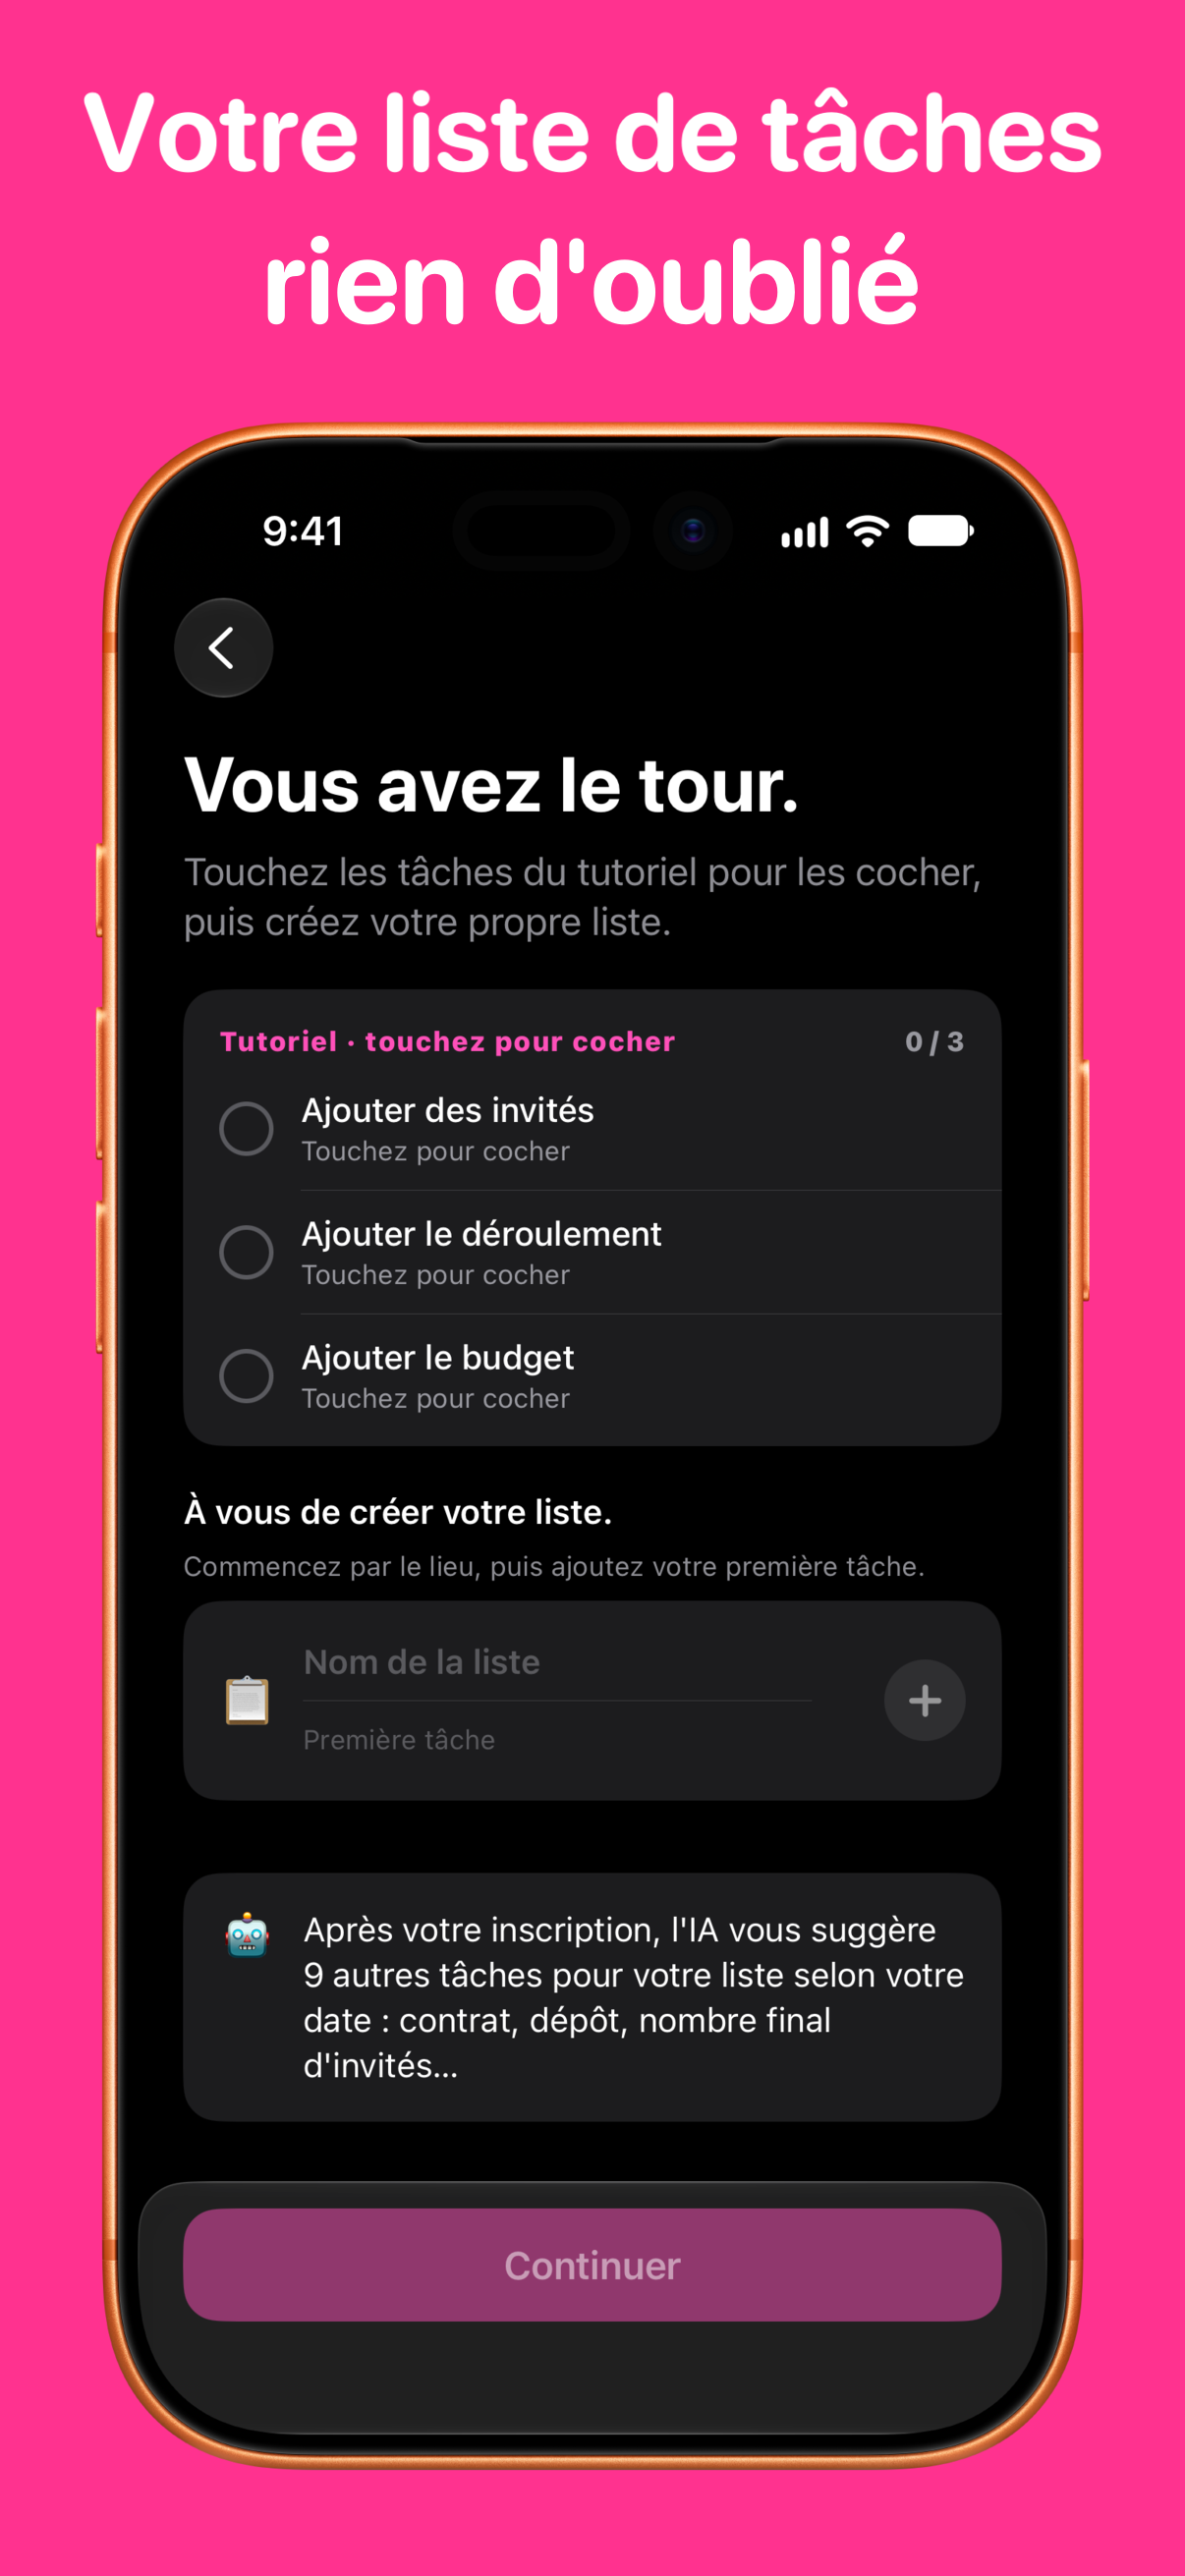 Votre liste de tâches
rien d'oublié
9:41
Vous avez le tour.
Touchez les tâches du tutoriel pour les cocher,
puis créez votre propre liste.
Tutoriel · touchez pour cocher 0 / 3
Ajouter des invités
Touchez pour cocher
Ajouter le déroulement
Touchez pour cocher
Ajouter le budget
Touchez pour cocher
À vous de créer votre liste.
Commencez par le lieu, puis ajoutez votre première tâche.
Nom de la liste
Première tâche
Après votre inscription, l'IA vous suggère
9 autres tâches pour votre liste selon votre
date : contrat, dépôt, nombre final
d'invités...
Continuer